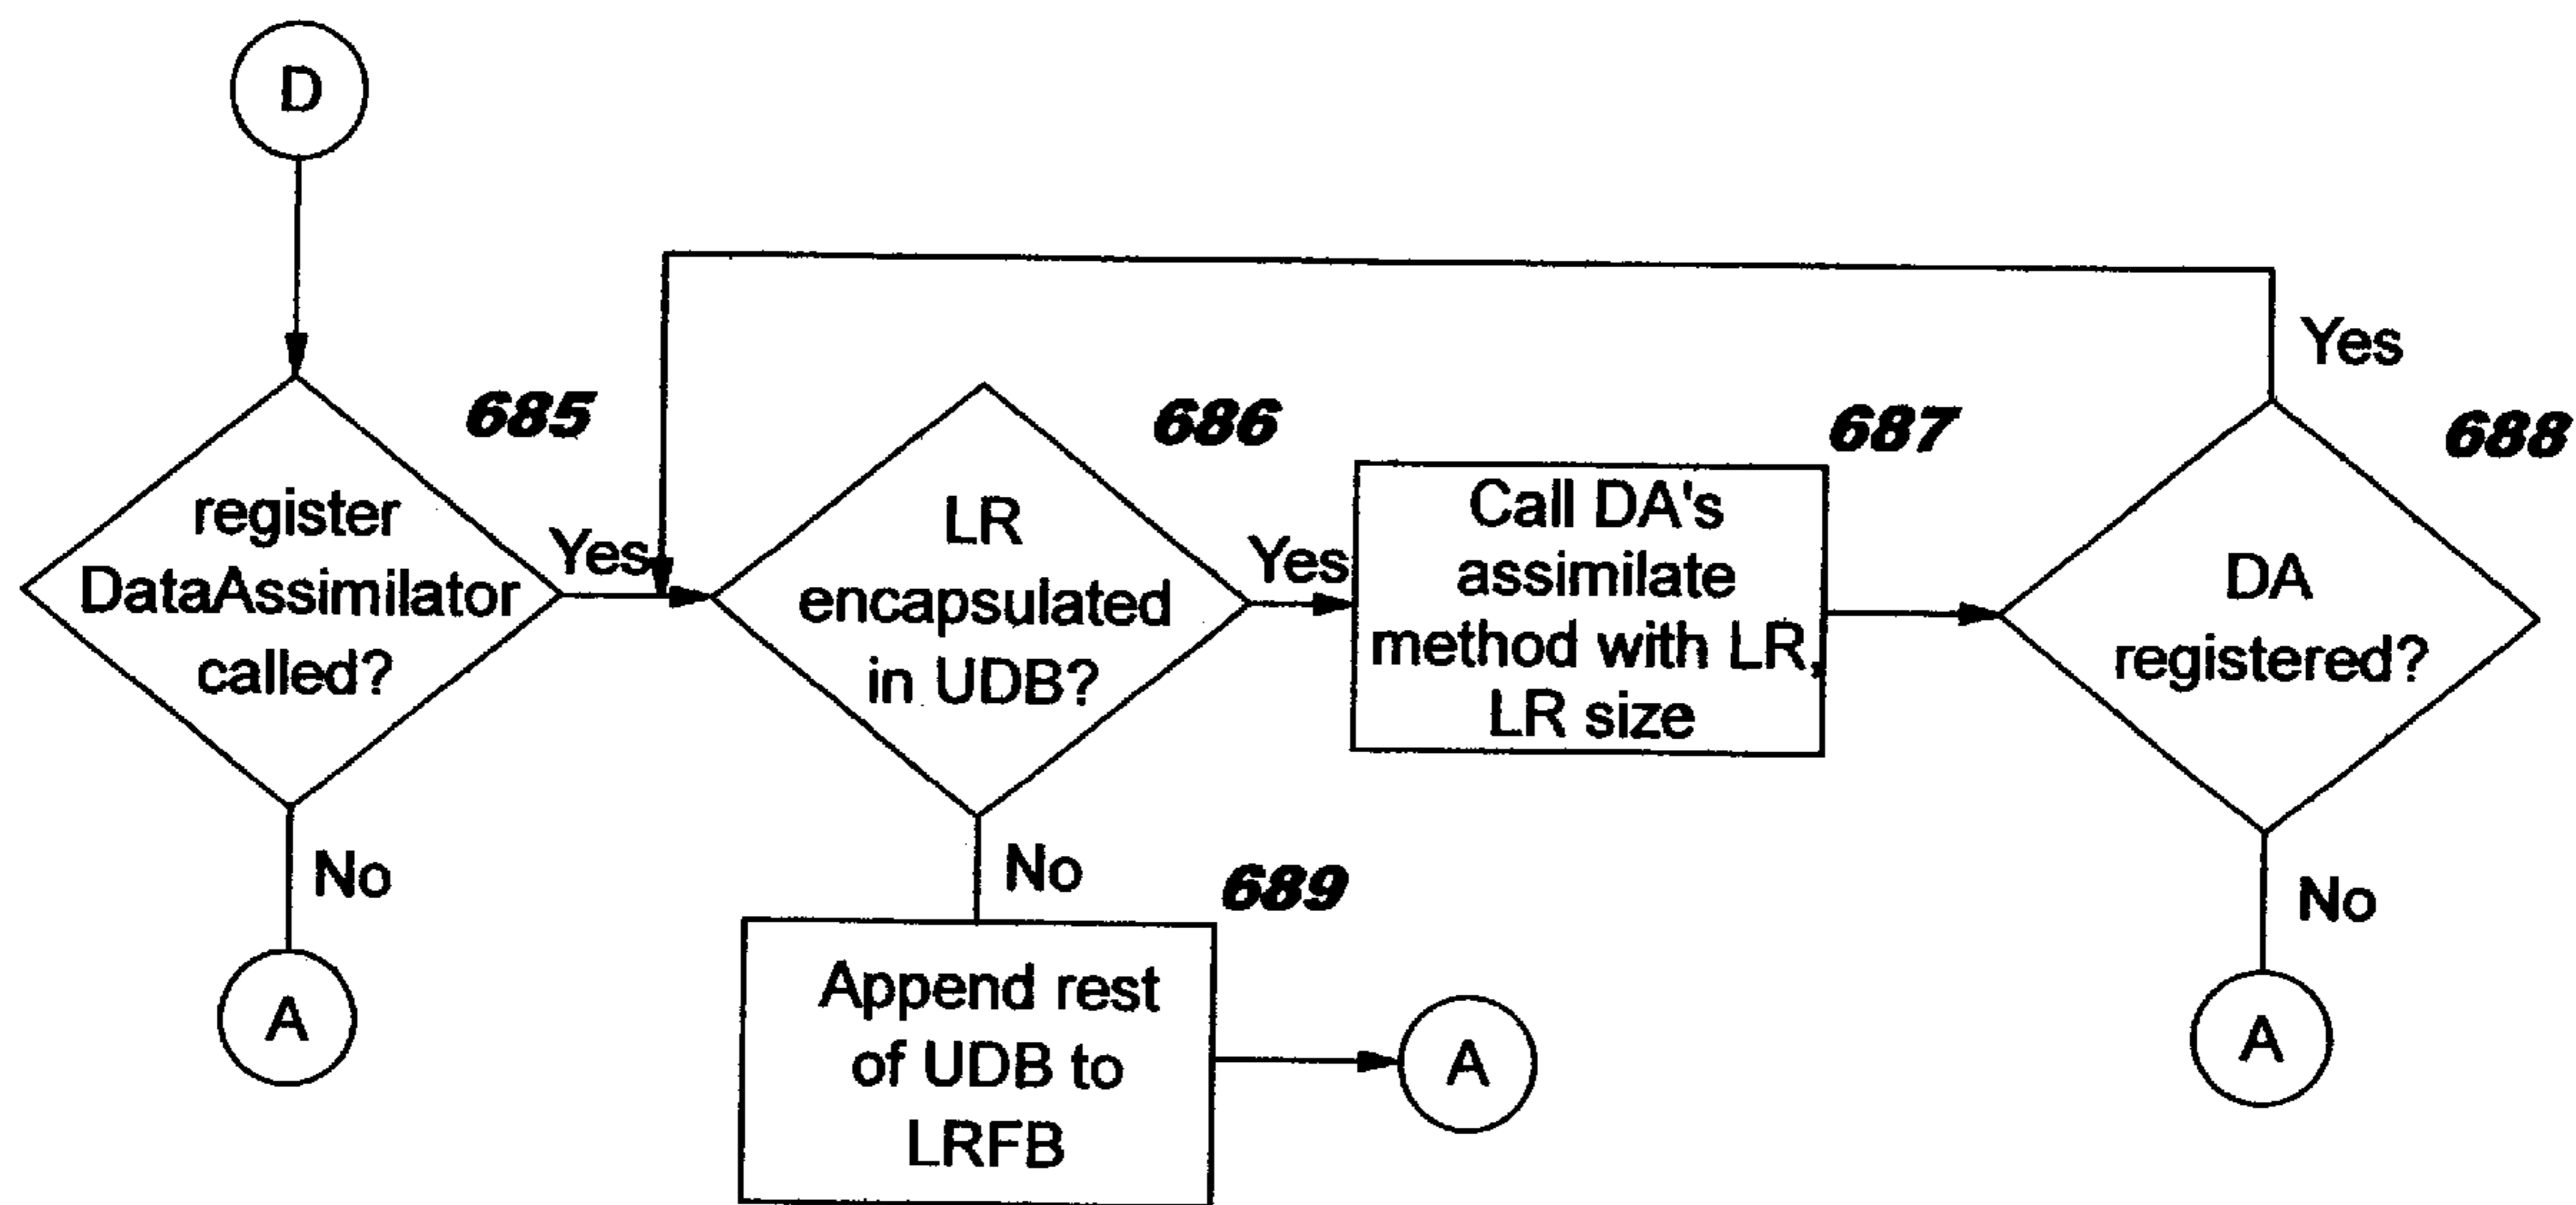 D
685
register
DataAssimilator
called?
Yes
No
A
686
LR
encapsulated
in UDB?
Yes
No
687
Call DA's
assimilate
method with LR,
LR size
688
DA
registered?
Yes
No
A
689
Append rest
of UDB to
LRFB
A